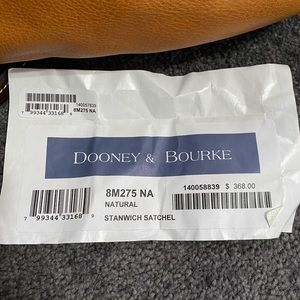 140058839
8M275 NA
7 99344 33168 9
DOONEY & BOURKE
8M275 NA
NATURAL
140058839 $ 368.00
7 99344 33168 9
STANWICH SATCHEL